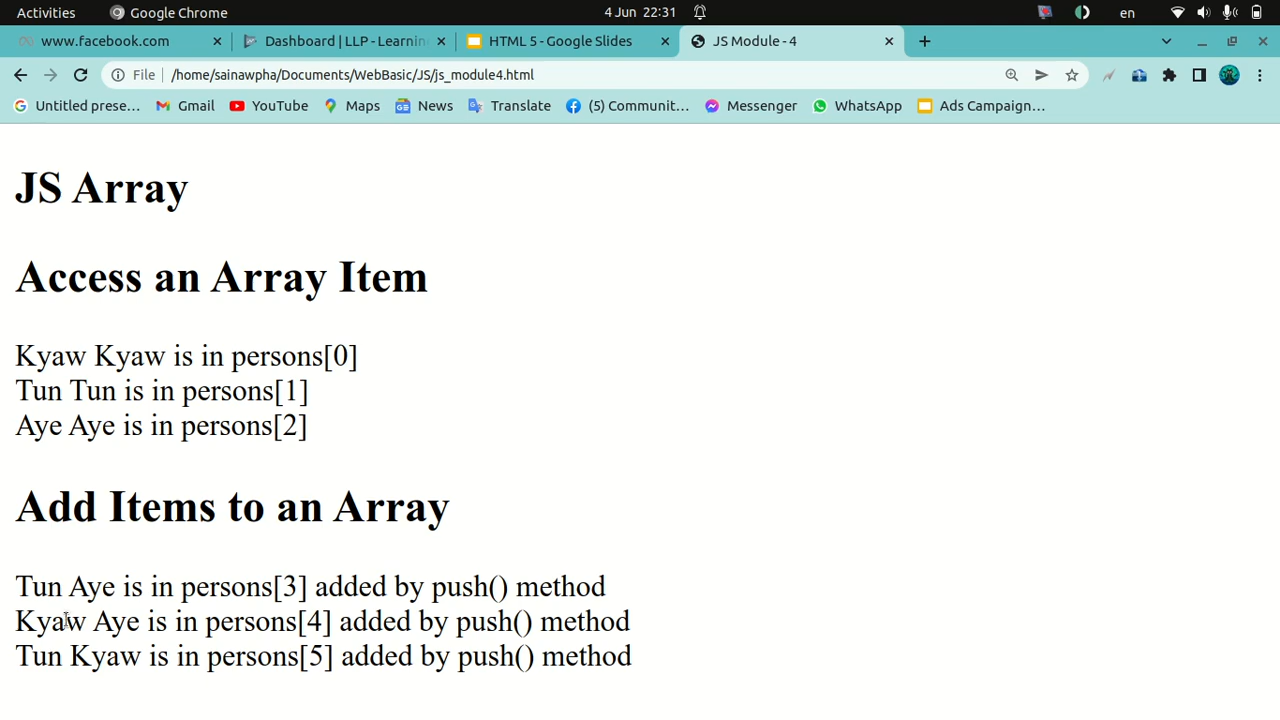 Activities
Google Chrome
4 Jun 22:31
en
www.facebook.com
Dashboard | LLP - Learnin
HTML 5 - Google Slides
JS Module - 4
File
/home/sainawpha/Documents/WebBasic/JS/js_module4.html
Untitled prese…
Gmail
YouTube
Maps
News
Translate
(5) Communit…
Messenger
WhatsApp
Ads Campaign…
JS Array
Access an Array Item
Kyaw Kyaw is in persons[0]
Tun Tun is in persons[1]
Aye Aye is in persons[2]
Add Items to an Array
Tun Aye is in persons[3] added by push() method
Kyaw Aye is in persons[4] added by push() method
Tun Kyaw is in persons[5] added by push() method